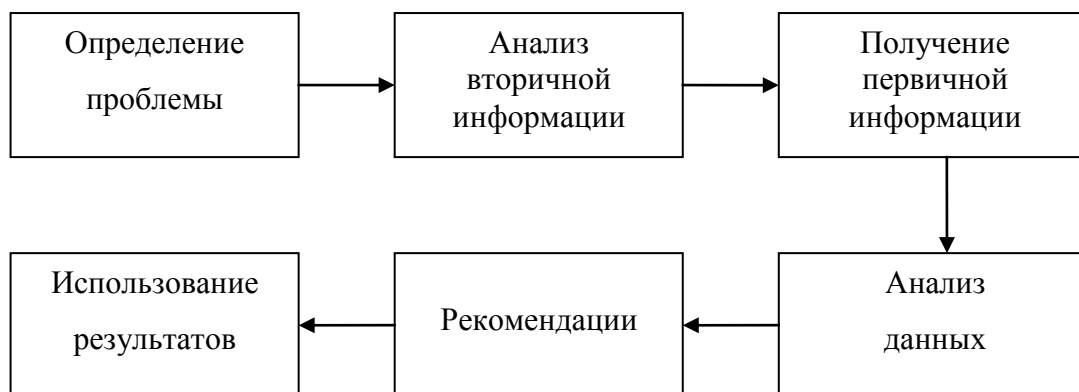 Определение
проблемы
Анализ
вторичной
информации
Получение
первичной
информации
Анализ
данных
Рекомендации
Использование
результатов